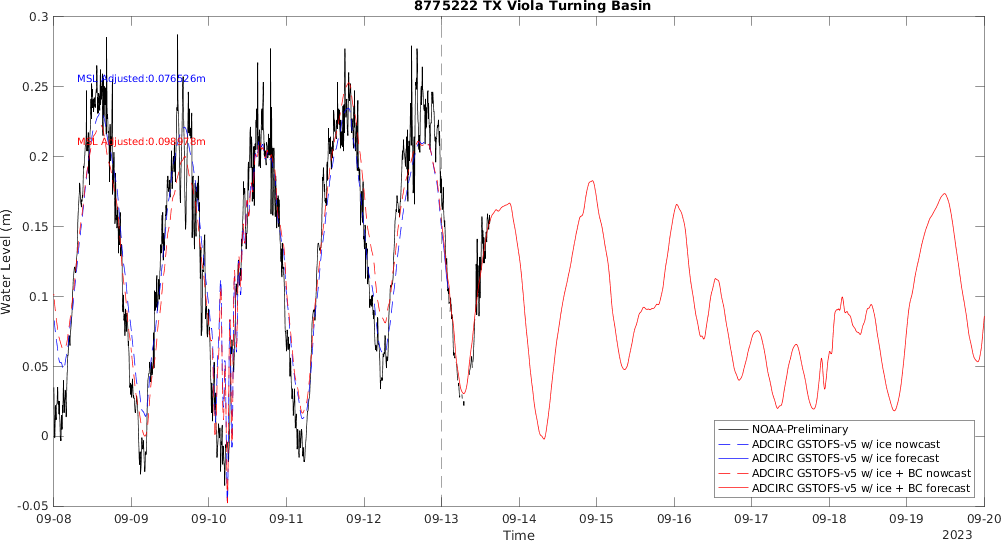 8775222 TX Viola Turning Basin
Water Level (m)
0.3
0.25
0.2
0.15
0.1
0.05
0
-0.05
MSL Adjusted:0.076526m
MSL
NOAA-Preliminary
ADCIRC GSTOFS-v5 w/ ice nowcast
ADCIRC GSTOFS-v5 w/ ice forecast
ADCIRC GSTOFS-v5 w/ ice + BC nowcast
ADCIRC GSTOFS-v5 w/ ice + BC forecast
09-08 09-09 09-10 09-11 09-12 09-13 09-14 09-15 09-16 09-17 09-18 09-19 09-20
Time
2023